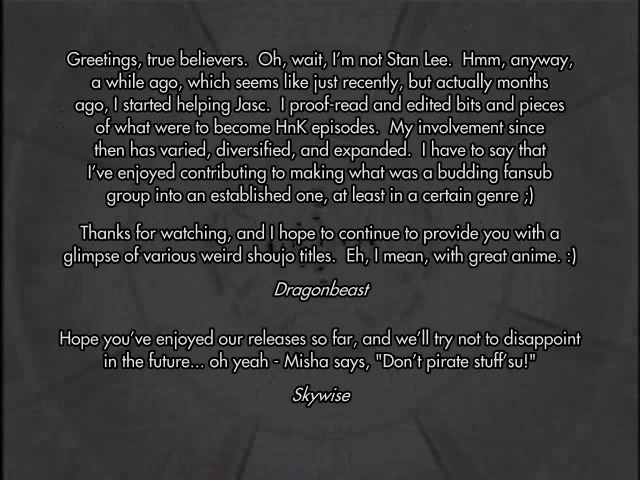 Greetings, true believers. Oh, wait, I'm not Stan Lee. Hmm, anyway,
a while ago, which seems like just recently, but actually months
ago, I started helping Jasc. I proof-read and edited bits and pieces
of what were to become HnK episodes. My involvement since
then has varied, diversified, and expanded. I have to say that
I've enjoyed contributing to making what was a budding fansub
group into an established one, at least in a certain genre ;)
Thanks for watching, and I hope to continue to provide you with a
glimpse of various weird shoujo titles. Eh, I mean, with great anime. :)
Dragonbeast
Hope you've enjoyed our releases so far, and we'll try not to disappoint
in the future... oh yeah - Misha says, "Don't pirate stuff'su!"
Skywise